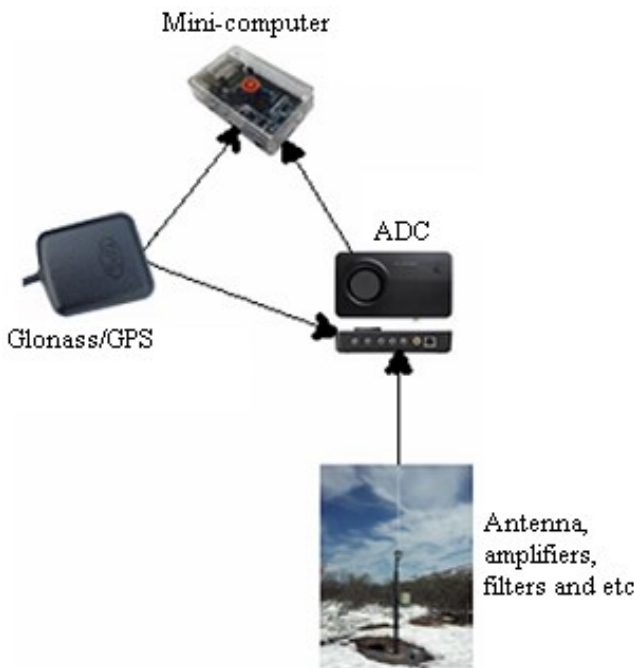 Mini-computer
ADC
Glonass/GPS
Antenna,
amplifiers,
filters and etc